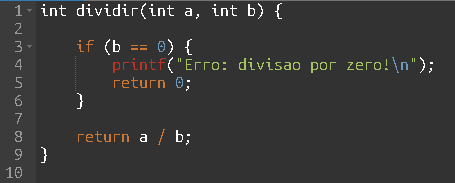 1 int dividir(int a, int b) {
2
3 if (b == 0) {
4 printf("Erro: divisao por zero!\n");
5 return 0;
6 }
7
8 return a / b;
9 }
10